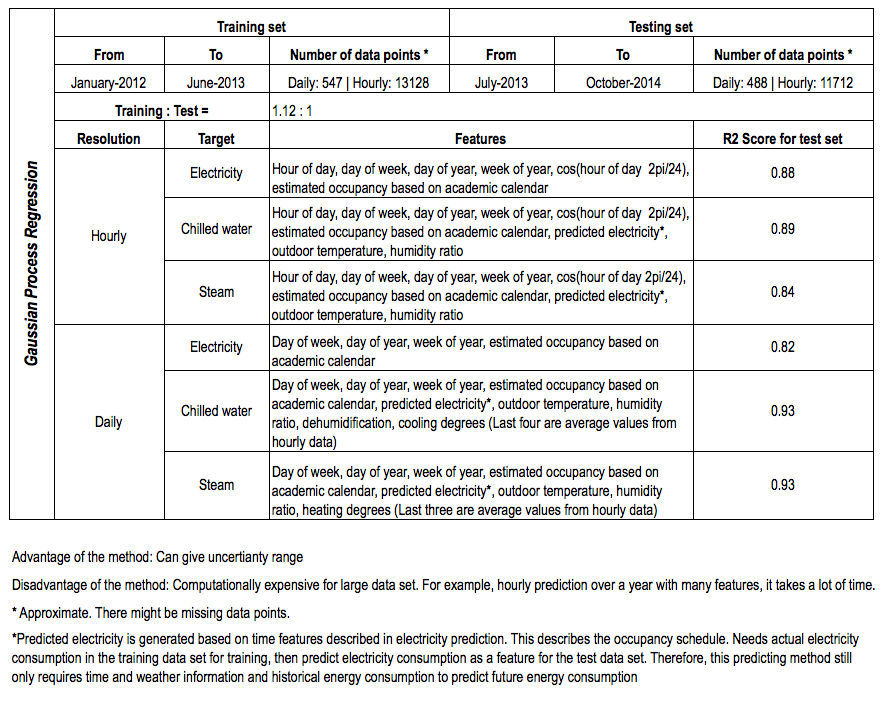 Training set
Testing set
From
To
Number of data points *
From
To
Number of data points *
January-2012
June-2013
Daily: 547 | Hourly: 13128
July-2013
October-2014
Daily: 488 | Hourly: 11712
Training : Test =
1.12 : 1
Gaussian Process Regression
Resolution
Target
Features
R2 Score for test set
Hourly
Electricity
Hour of day, day of week, day of year, week of year, cos(hour of day  2pi/24),
estimated occupancy based on academic calendar
0.88
Chilled water
Hour of day, day of week, day of year, week of year, cos(hour of day  2pi/24),
estimated occupancy based on academic calendar, predicted electricity*,
outdoor temperature, humidity ratio
0.89
Steam
Hour of day, day of week, day of year, week of year, cos(hour of day 2pi/24),
estimated occupancy based on academic calendar, predicted electricity*,
outdoor temperature, humidity ratio
0.84
Daily
Electricity
Day of week, day of year, week of year, estimated occupancy based on
academic calendar
0.82
Chilled water
Day of week, day of year, week of year, estimated occupancy based on
academic calendar, predicted electricity*, outdoor temperature, humidity
ratio, dehumidification, cooling degrees (Last four are average values from
hourly data)
0.93
Steam
Day of week, day of year, week of year, estimated occupancy based on
academic calendar, predicted electricity*, outdoor temperature, humidity
ratio, heating degrees (Last three are average values from hourly data)
0.93
Advantage of the method: Can give uncertianty range
Disadvantage of the method: Computationally expensive for large data set. For example, hourly prediction over a year with many features, it takes a lot of time.
* Approximate. There might be missing data points.
*Predicted electricity is generated based on time features described in electricity prediction. This describes the occupancy schedule. Needs actual electricity
consumption in the training data set for training, then predict electricity consumption as a feature for the test data set. Therefore, this predicting method still
only requires time and weather information and historical energy consumption to predict future energy consumption